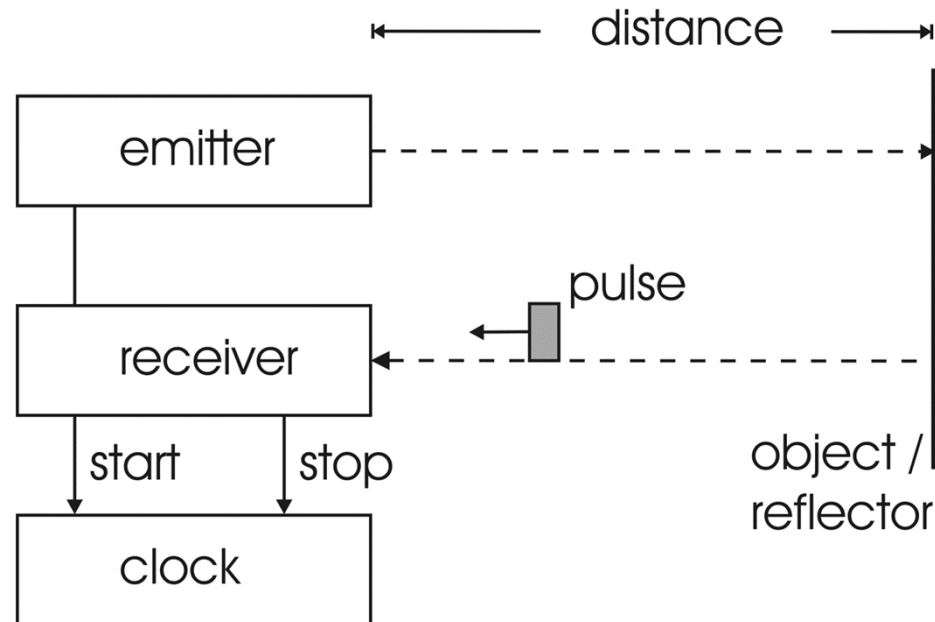 distance
emitter
pulse
receiver
start
stop
object /
reflector
clock